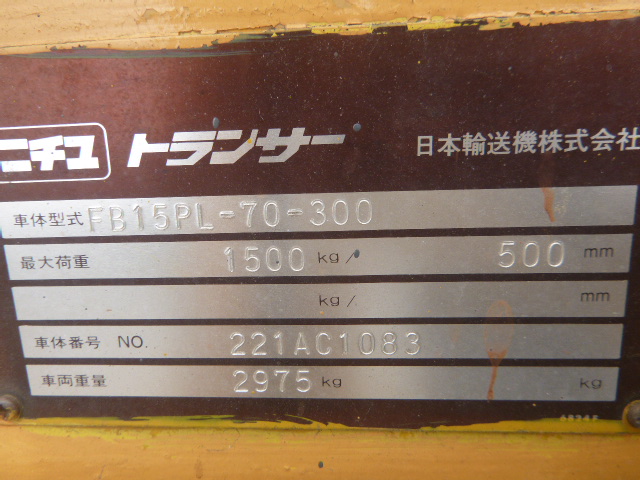 ニチユ トランサー 日本輸送機株式会社
車体型式 FB15PL-70-300
最大荷重 1500 kg/ 500 mm
kg/ mm
車体番号 NO. 221AC1083
車両重量 2975 kg kg